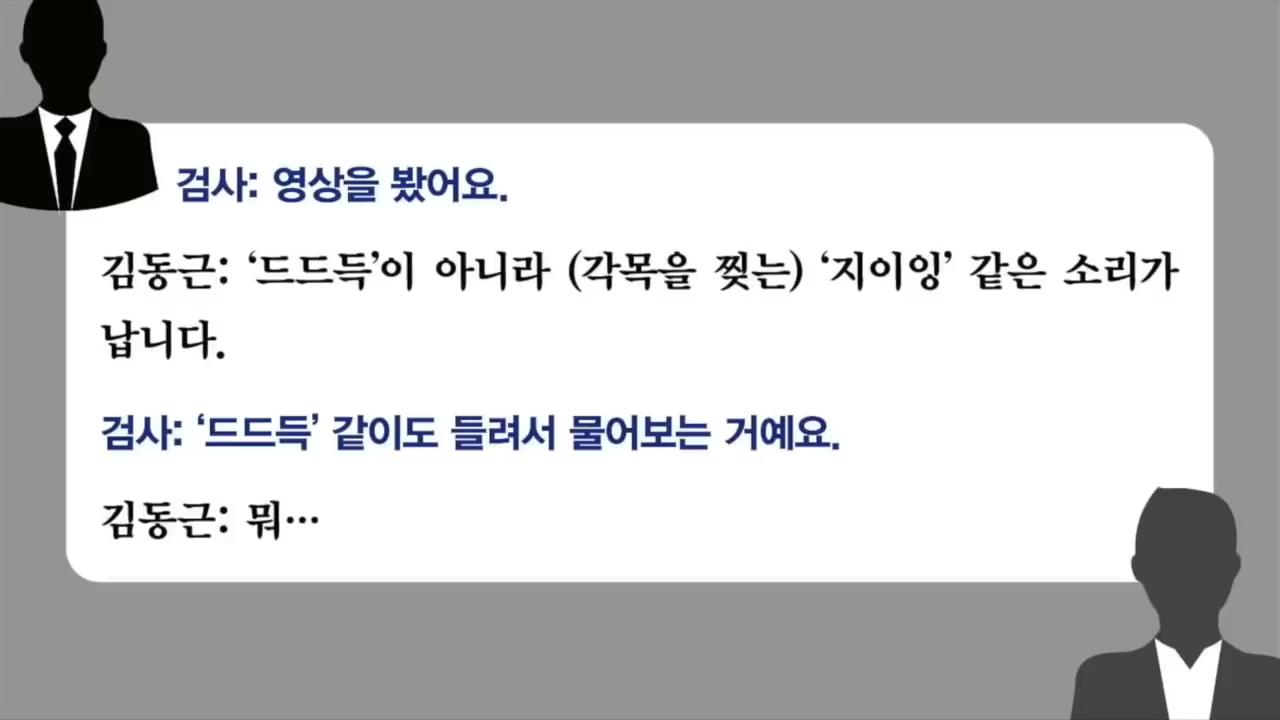 검사: 영상을 봤어요.
김동근: ‘드드득’이 아니라 (각목을 찢는) ‘지이잉’ 같은 소리가
납니다.
검사: ‘드드득’ 같이도 들려서 물어보는 거예요.
김동근: 뭐…